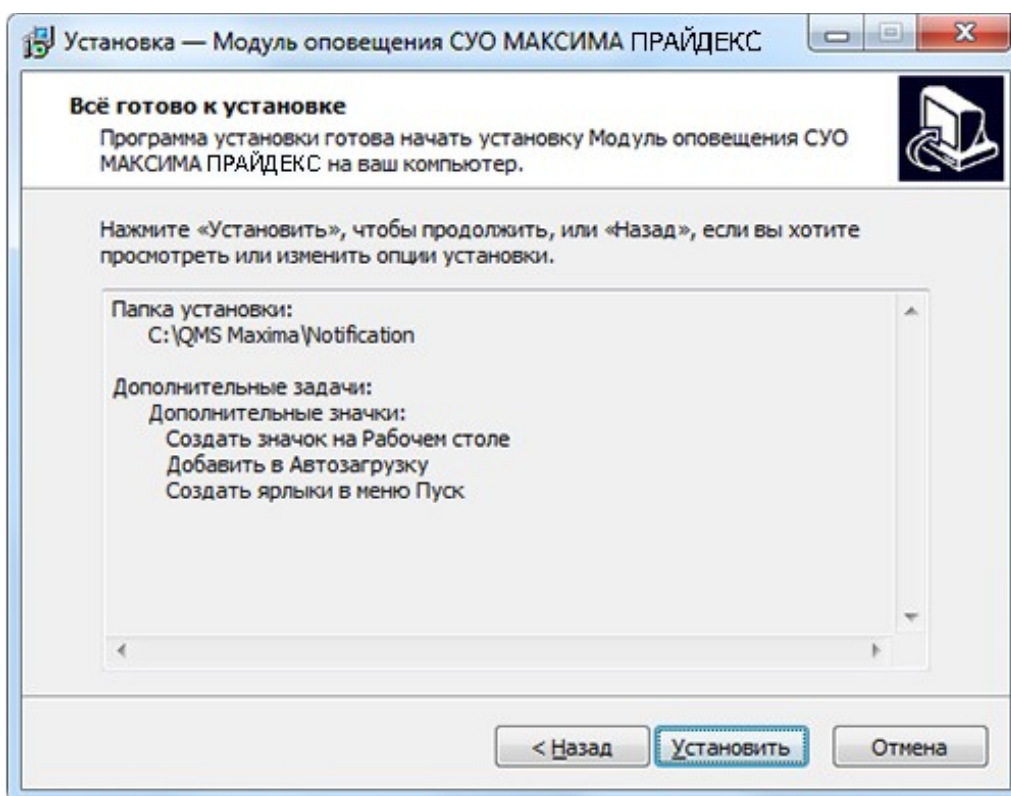 Установка — Модуль оповещения СУО МАКСИМА ПРАЙДЕКС
Всё готово к установке
Программа установки готова начать установку Модуль оповещения СУО
МАКСИМА ПРАЙДЕКС на ваш компьютер.
Нажмите «Установить», чтобы продолжить, или «Назад», если вы хотите
просмотреть или изменить опции установки.
Папка установки:
C:\QMS Maxima\Notification
Дополнительные задачи:
Дополнительные значки:
Создать значок на Рабочем столе
Добавить в Автозагрузку
Создать ярлыки в меню Пуск
< Назад
Установить
Отмена